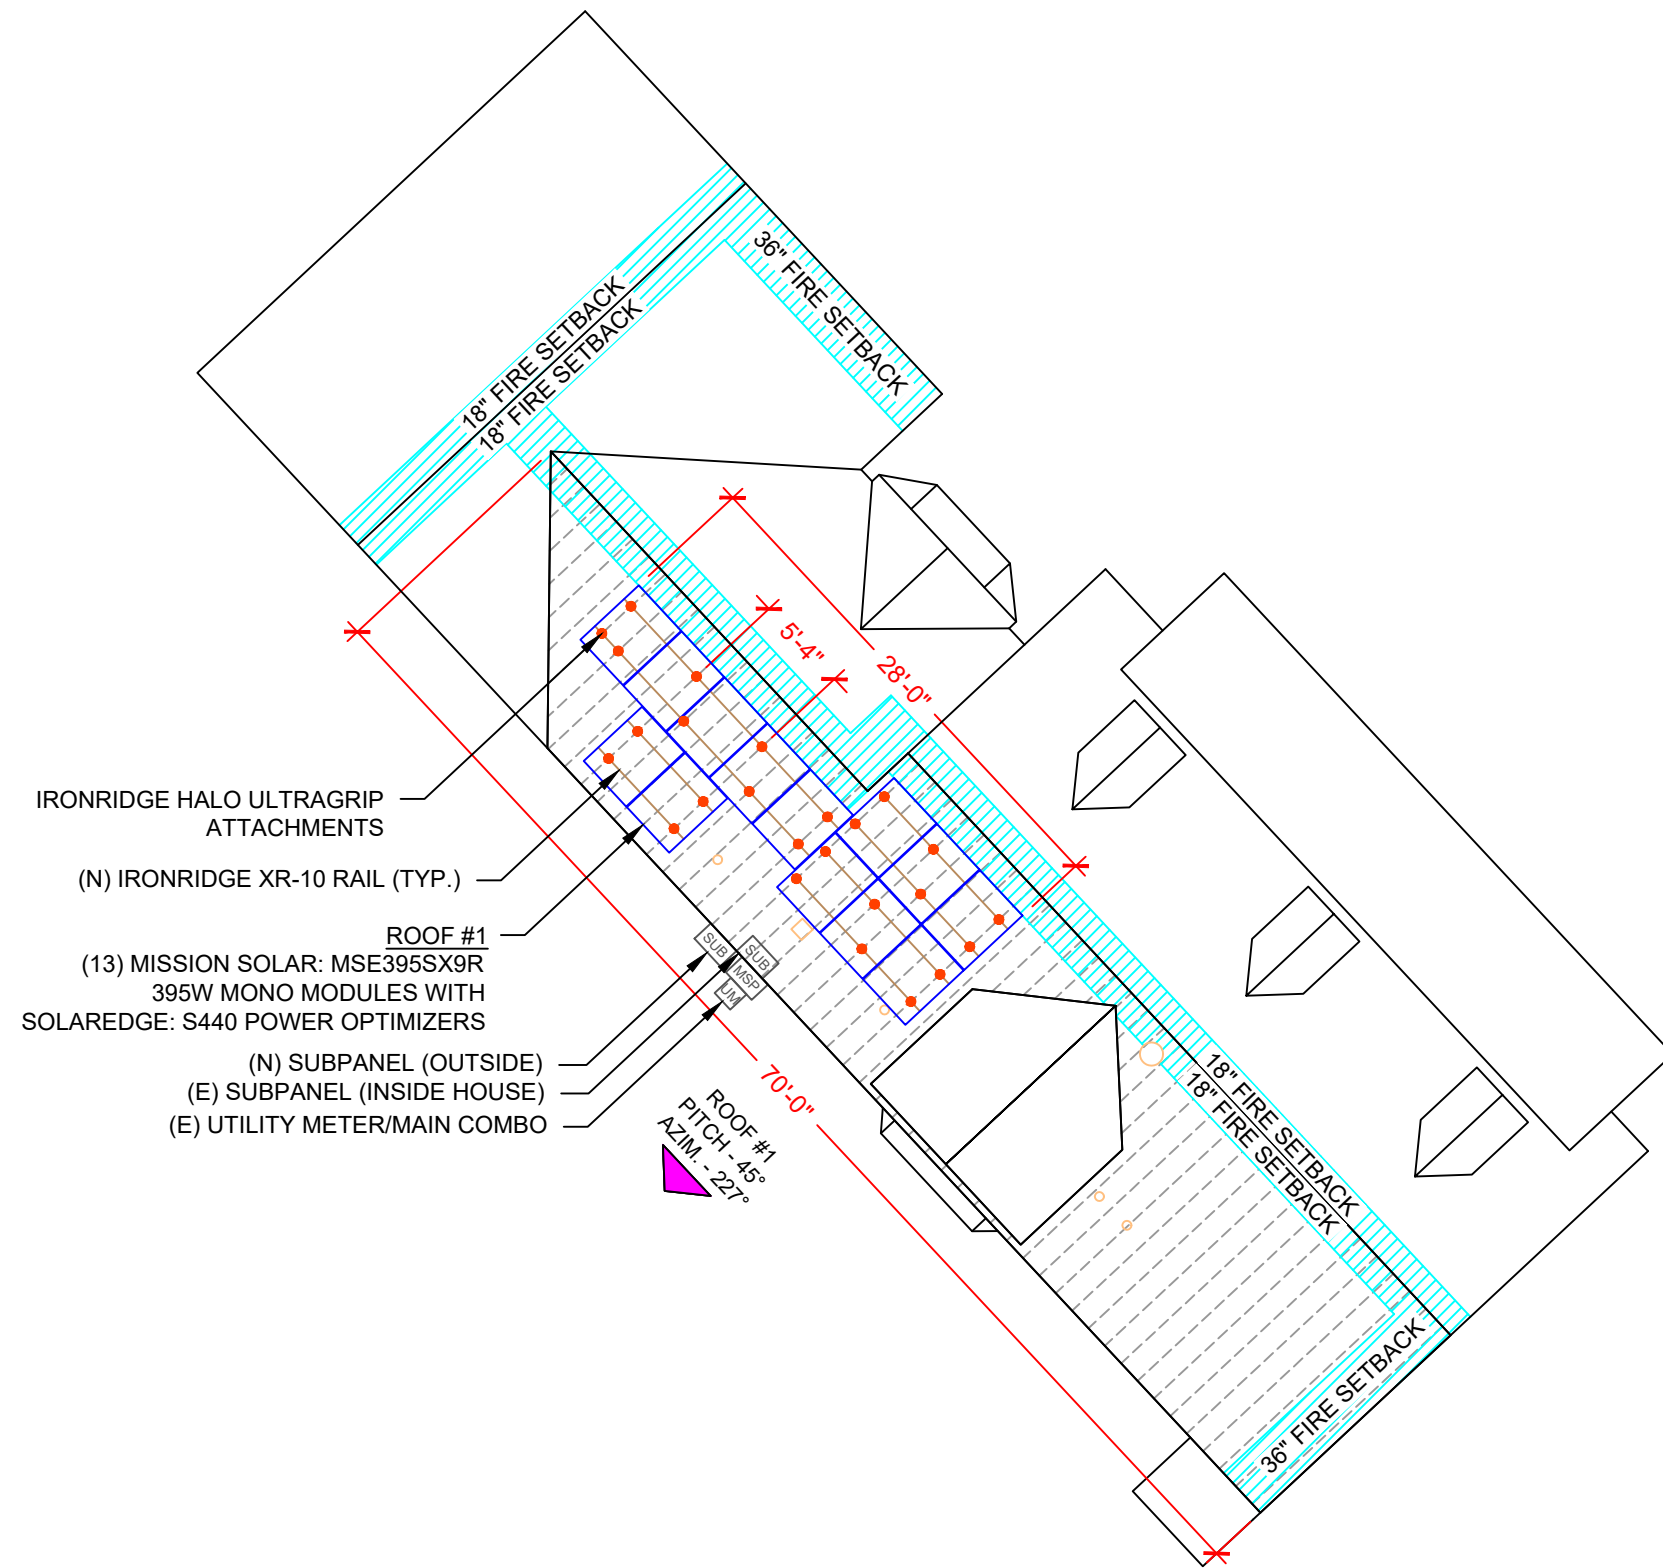 36" FIRE SETBACK
18" FIRE SETBACK
18" FIRE SETBACK
5'-4"
28'-0"
IRONRIDGE HALO ULTRAGRIP
ATTACHMENTS
(N) IRONRIDGE XR-10 RAIL (TYP.)
ROOF #1
(13) MISSION SOLAR: MSE395SX9R
395W MONO MODULES WITH
SOLAREDGE: S440 POWER OPTIMIZERS
SUB
SUB
MSP
UM
(N) SUBPANEL (OUTSIDE)
(E) SUBPANEL (INSIDE HOUSE)
(E) UTILITY METER/MAIN COMBO
70'-0"
ROOF #1
PITCH - 45°
AZIM. - 227°
18" FIRE SETBACK
18" FIRE SETBACK
36" FIRE SETBACK